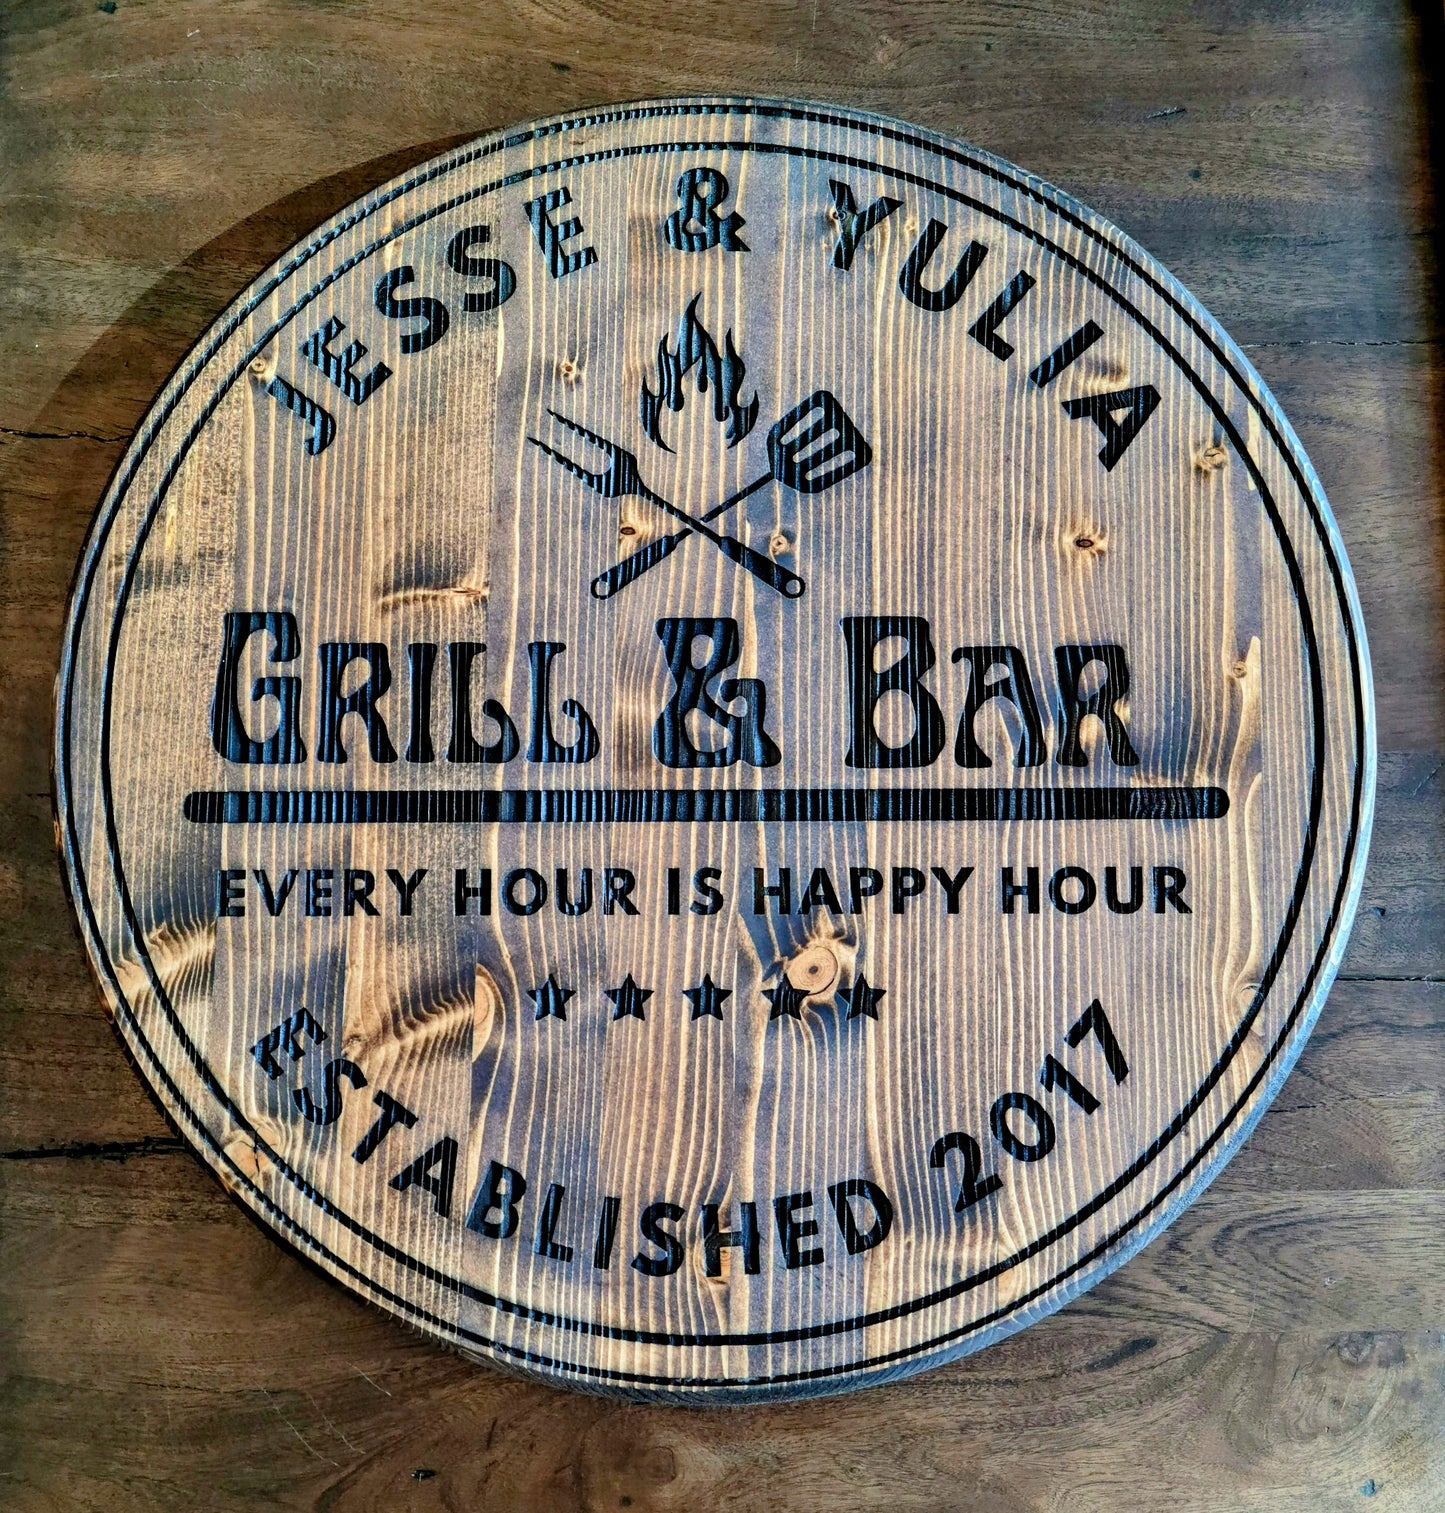 JESSE & YULIA
GRILL & BAR
EVERY HOUR IS HAPPY HOUR
ESTABLISHED 2017